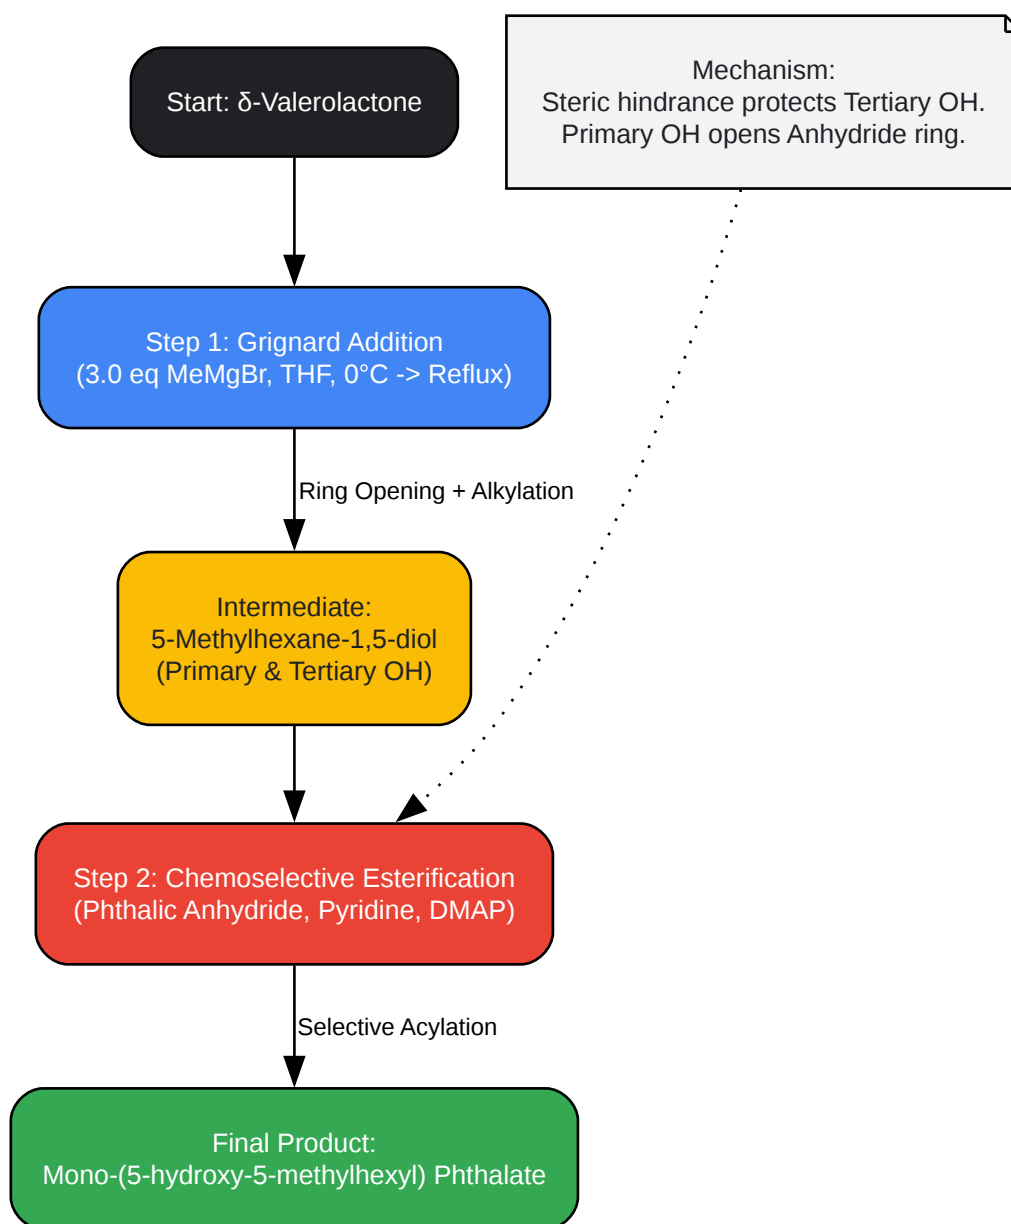 Start: δ-Valerolactone
Mechanism:
Steric hindrance protects Tertiary OH.
Primary OH opens Anhydride ring.
Step 1: Grignard Addition
(3.0 eq MeMgBr, THF, 0°C -> Reflux)
Ring Opening + Alkylation
Intermediate:
5-Methylhexane-1,5-diol
(Primary & Tertiary OH)
Step 2: Chemoselective Esterification
(Phthalic Anhydride, Pyridine, DMAP)
Selective Acylation
Final Product:
Mono-(5-hydroxy-5-methylhexyl) Phthalate